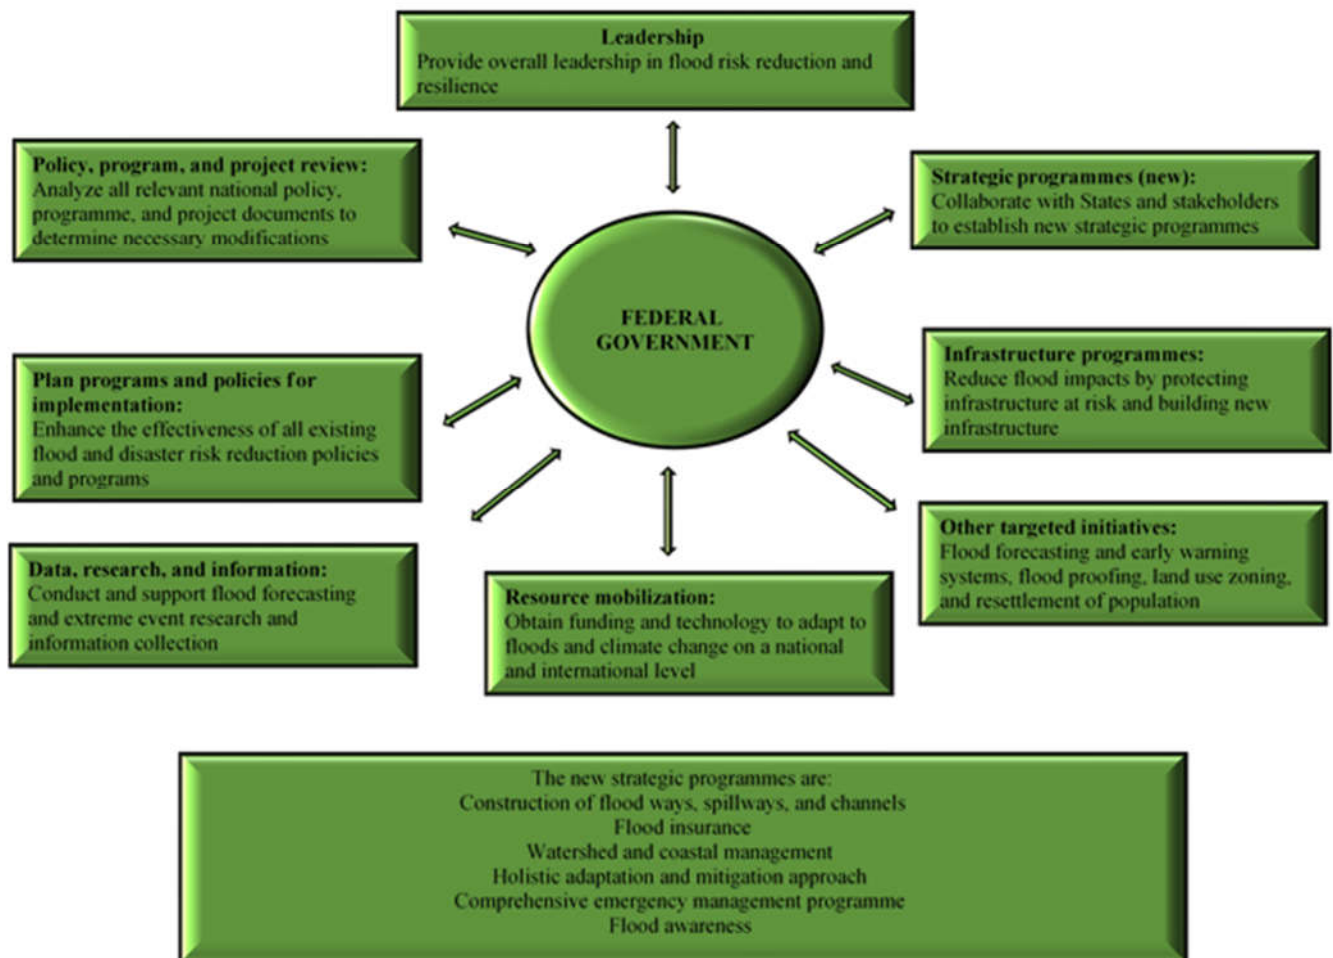 Leadership
Provide overall leadership in flood risk reduction and
resilience
Policy, program, and project review:
Analyze all relevant national policy,
programme, and project documents to
determine necessary modifications
Strategic programmes (new):
Collaborate with States and stakeholders
to establish new strategic programmes
FEDERAL
GOVERNMENT
Plan programs and policies for
implementation:
Enhance the effectiveness of all existing
flood and disaster risk reduction policies
and programs
Infrastructure programmes:
Reduce flood impacts by protecting
infrastructure at risk and building new
infrastructure
Data, research, and information:
Conduct and support flood forecasting
and extreme event research and
information collection
Resource mobilization:
Obtain funding and technology to adapt to
floods and climate change on a national
and international level
Other targeted initiatives:
Flood forecasting and early warning
systems, flood proofing, land use zoning,
and resettlement of population
The new strategic programmes are:
Construction of flood ways, spillways, and channels
Flood insurance
Watershed and coastal management
Holistic adaptation and mitigation approach
Comprehensive emergency management programme
Flood awareness